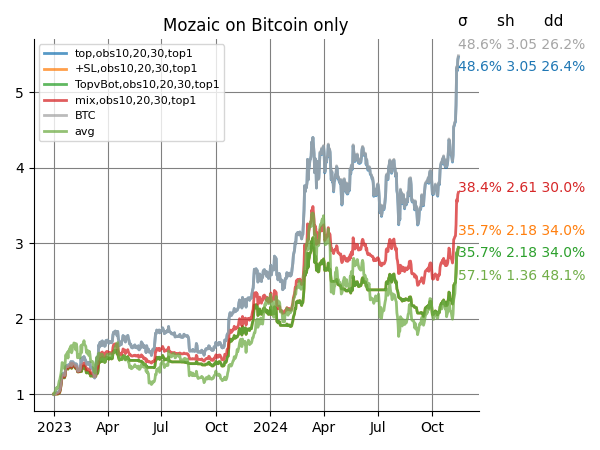 Mozaic on Bitcoin only
σ sh dd
top,obs10,20,30,top1
+SL,obs10,20,30,top1
TopvBot,obs10,20,30,top1
mix,obs10,20,30,top1
BTC
avg
48.6% 3.05 26.2%
48.6% 3.05 26.4%
38.4% 2.61 30.0%
35.7% 2.18 34.0%
35.7% 2.18 34.0%
57.1% 1.36 48.1%
5
4
3
2
1
2023 Apr Jul Oct 2024 Apr Jul Oct